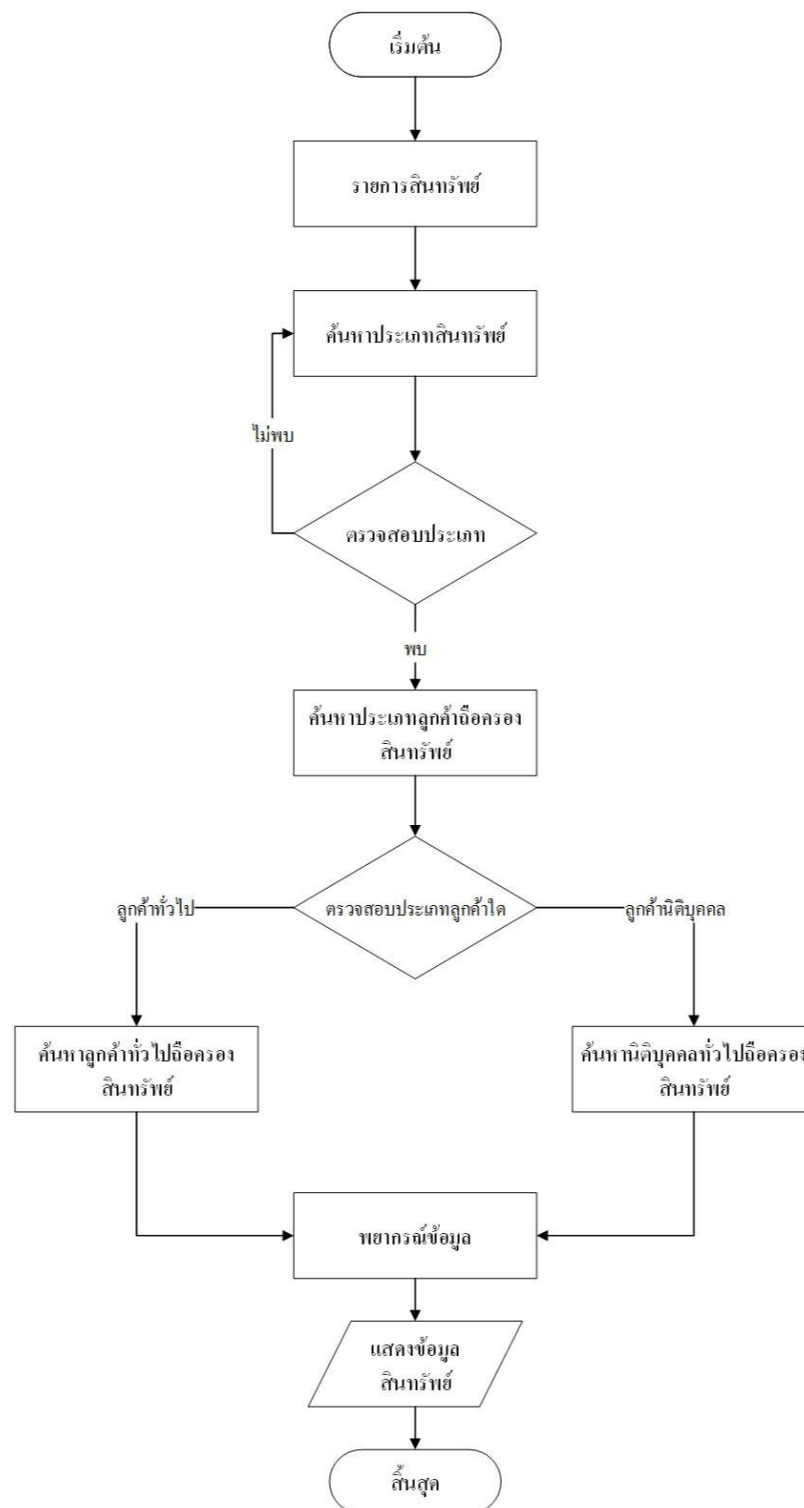 เริ่มต้น
รายการสินทรัพย์
ค้นหาประเภทสินทรัพย์
ไม่พบ
ตรวจสอบประเภท
พบ
ค้นหาประเภทลูกค้าถือครอง
สินทรัพย์
ลูกค้าทั่วไป
ตรวจสอบประเภทลูกค้าใด
ลูกค้านิติบุคคล
ค้นหาลูกค้าทั่วไปถือครอง
สินทรัพย์
ค้นหานิติบุคคลทั่วไปถือครอง
สินทรัพย์
พยากรณ์ข้อมูล
แสดงข้อมูล
สินทรัพย์
สิ้นสุด